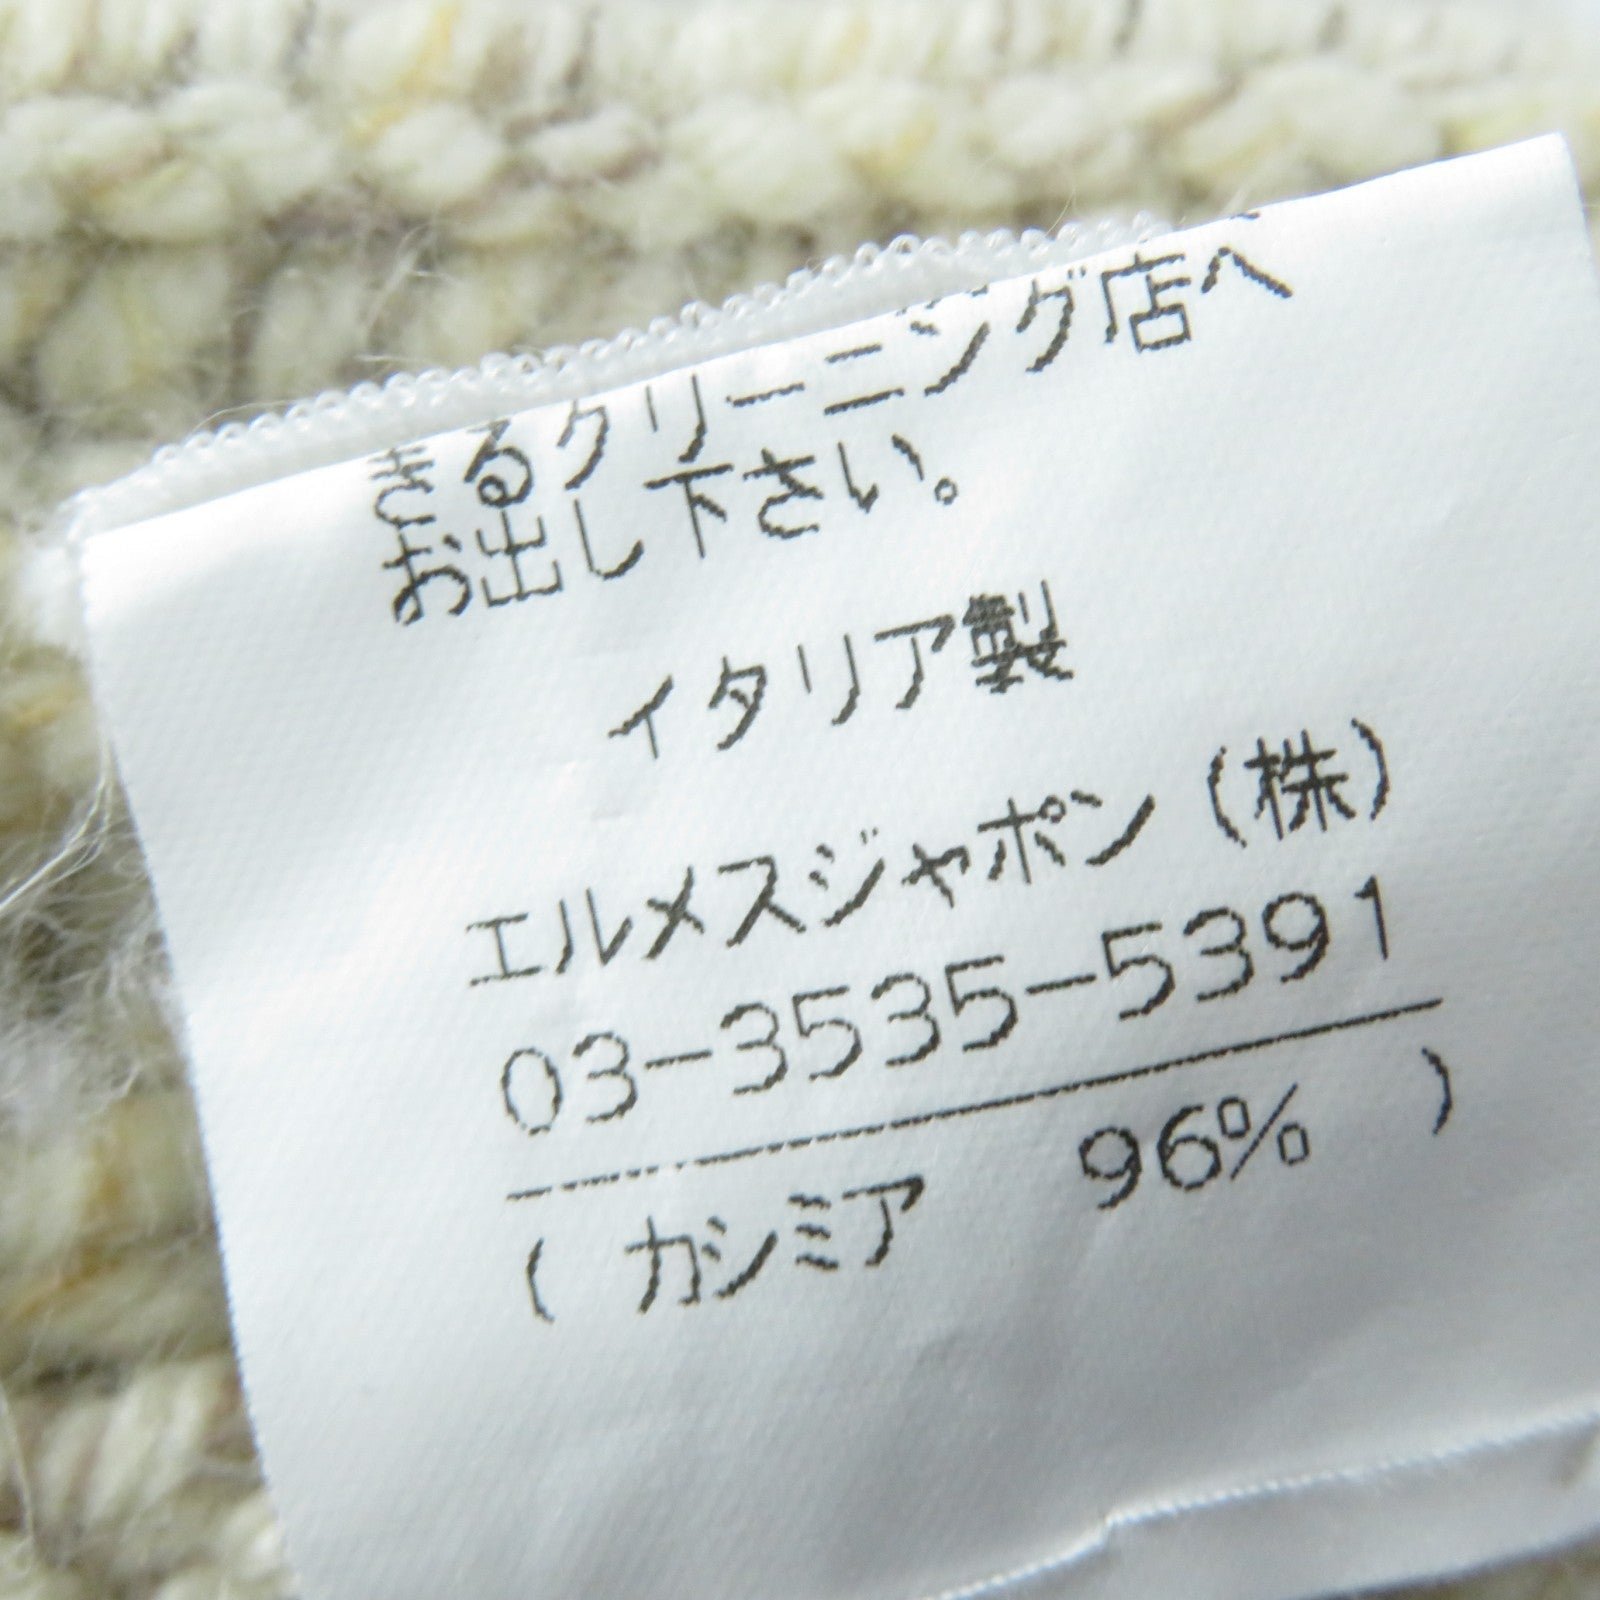 きるクリーニング店へ
お出し下さい。
イタリア製
エルメスジャポン(株)
03-3535-5391
( カシミア 96% )